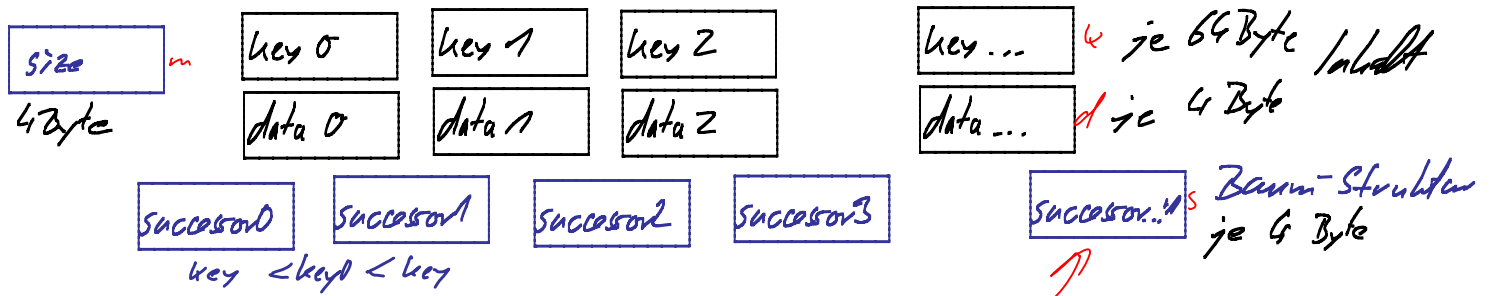 size m key 0 key 1 key 2 key... k je 64 Byte Inhalt
4 Byte data 0 data 1 data 2 data... d je 4 Byte
successor0 successor1 successor2 successor3 successor... s Baum-Struktur
je 4 Byte
key < key0 < key